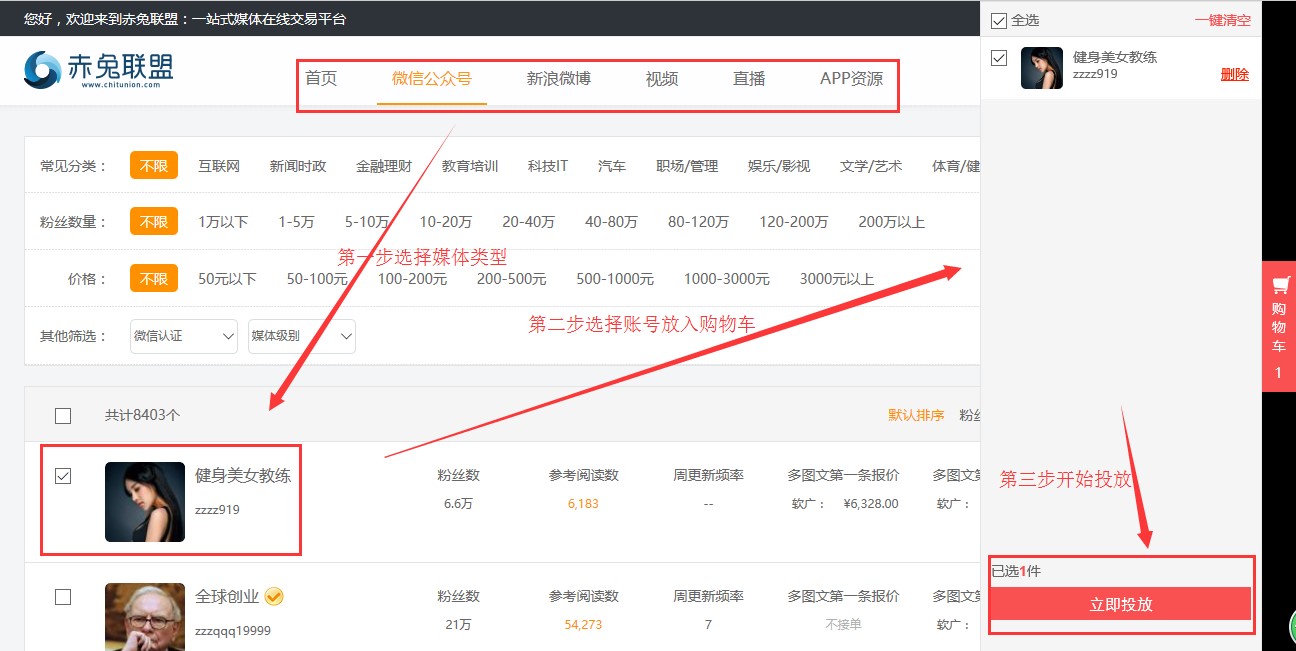 您好，欢迎来到赤兔联盟：一站式媒体在线交易平台
赤兔联盟
www.chitunion.com
首页 微信公众号 新浪微博 视频 直播 APP资源
常见分类： 不限 互联网 新闻时政 金融理财 教育培训 科技IT 汽车 职场/管理 娱乐/影视 文学/艺术 体育/健
粉丝数量： 不限 1万以下 1-5万 5-10万 10-20万 20-40万 40-80万 80-120万 120-200万 200万以上
第一步选择媒体类型
价格： 不限 50元以下 50-100元 100-200元 200-500元 500-1000元 1000-3000元 3000元以上
第二步选择账号放入购物车
其他筛选： 微信认证 媒体级别
共计8403个 默认排序 粉丝
健身美女教练 粉丝数 参考阅读数 周更新频率 多图文第一条报价 多图文第
zzzz919 6.6万 6,183 -- 软广： ¥6,328.00 软广：
全球创业 粉丝数 参考阅读数 周更新频率 多图文第一条报价 多图文第
zzzqqq19999 21万 54,273 7 不接单 软广：
全选 一键清空
健身美女教练
zzzz919 删除
购物车
1
第三步开始投放
已选1件
立即投放